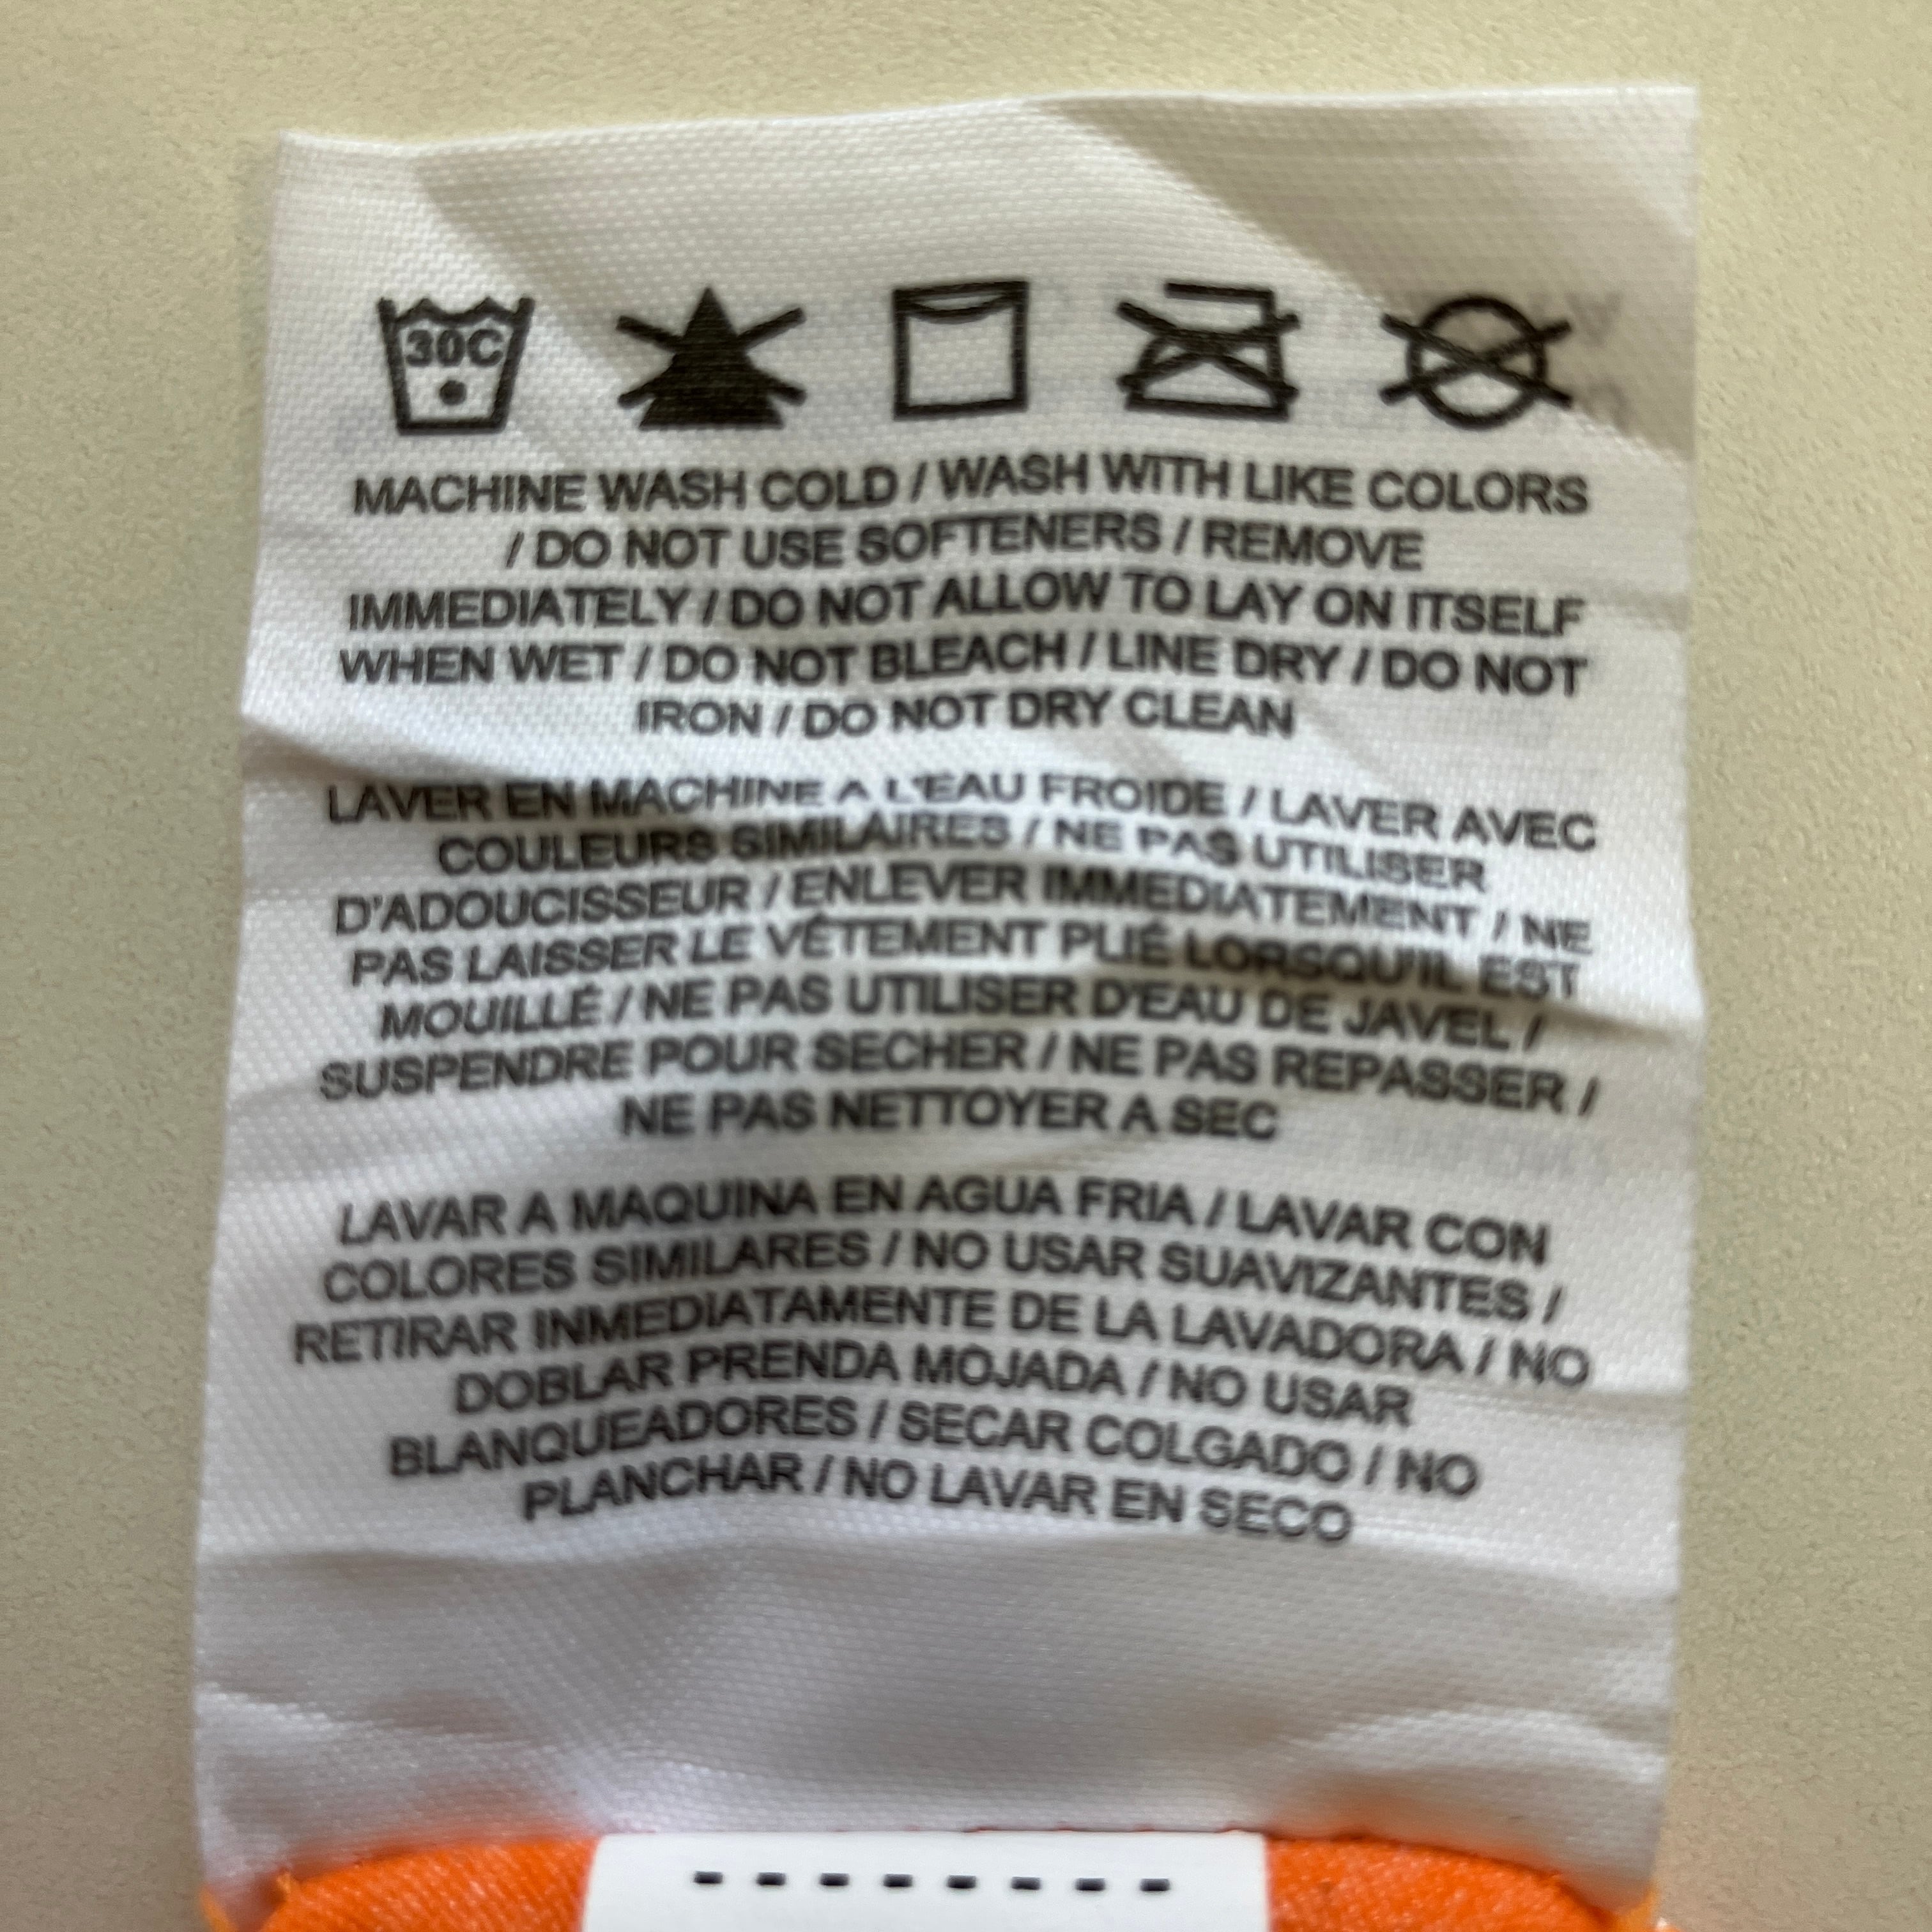 30C
MACHINE WASH COLD / WASH WITH LIKE COLORS
/ DO NOT USE SOFTENERS / REMOVE
IMMEDIATELY / DO NOT ALLOW TO LAY ON ITSELF
WHEN WET / DO NOT BLEACH / LINE DRY / DO NOT
IRON / DO NOT DRY CLEAN
LAVER EN MACHINE A L'EAU FROIDE / LAVER AVEC
COULEURS SIMILAIRES / NE PAS UTILISER
D'ADOUCISSEUR / ENLEVER IMMEDIATEMENT / NE
PAS LAISSER LE VÊTEMENT PLIÉ LORSQU'IL EST
MOUILLÉ / NE PAS UTILISER D'EAU DE JAVEL /
SUSPENDRE POUR SECHER / NE PAS REPASSER /
NE PAS NETTOYER A SEC
LAVAR A MAQUINA EN AGUA FRIA / LAVAR CON
COLORES SIMILARES / NO USAR SUAVIZANTES /
RETIRAR INMEDIATAMENTE DE LA LAVADORA / NO
DOBLAR PRENDA MOJADA / NO USAR
BLANQUEADORES / SECAR COLGADO / NO
PLANCHAR / NO LAVAR EN SECO
--------